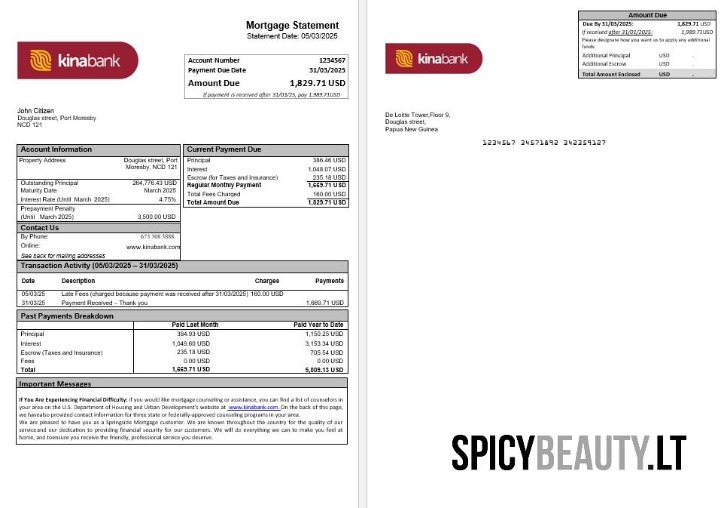 Mortgage Statement
Statement Date: 05/03/2025
kinabank
Account Number 1234567
Payment Due Date 31/03/2025
Amount Due 1,829.71 USD
If payment is received after 31/03/25, pay 1,989.71USD
John Citizen
Douglas street, Port Moresby
NCD 121
Account Information
Property Address Douglas street, Port
Moresby, NCD 121
Outstanding Principal 264,776.43 USD
Maturity Date March 2025
Interest Rate (Until March 2025) 4.75%
Prepayment Penalty
(Until March 2025) 3,500.00 USD
Contact Us
By Phone: 675 308 3888
Online: www.kinabank.com
See back for mailing addresses
Current Payment Due
Principal 386.46 USD
Interest 1,048.07 USD
Escrow (for Taxes and Insurance) 235.18 USD
Regular Monthly Payment 1,669.71 USD
Total Fees Charged 160.00 USD
Total Amount Due 1,829.71 USD
Transaction Activity (05/03/2025 – 31/03/2025)
Date Description Charges Payments
05/03/25 Late Fees (charged because payment was received after 31/03/2025) 160.00 USD
31/03/25 Payment Received – Thank you 1,669.71 USD
Past Payments Breakdown
Paid Last Month Paid Year to Date
Principal 384.93 USD 1,150.25 USD
Interest 1,049.60 USD 3,153.34 USD
Escrow (Taxes and Insurance) 235.18 USD 705.54 USD
Fees 0.00 USD 0.00 USD
Total 1,669.71 USD 5,009.13 USD
Important Messages
If You Are Experiencing Financial Difficulty: If you would like mortgage counseling or assistance, you can find a list of counselors in
your area on the U.S. Department of Housing and Urban Development's website at www.kinabank.com On the back of this page,
we have also provided contact information for three state or federally-approved counseling programs in your area.
We are pleased to have you as a Springside Mortgage customer. We are known throughout the country for the quality of our
service and our dedication to providing financial security for our customers. We will do everything we can to make you feel at
home, and to ensure you receive the friendly, professional service you deserve.
Amount Due
Due By 31/03/2025: 1,829.71 USD
If received after 31/03/2025: 1,989.71USD
Please designate how you want us to apply any additional
funds.
Additional Principal USD .
Additional Escrow USD .
Total Amount Enclosed USD .
kinabank
De Loitte Tower,Floor 9,
Douglas street,
Papua New Guinea
1234567 34571892 342359127
SPICYBEAUTY.LT